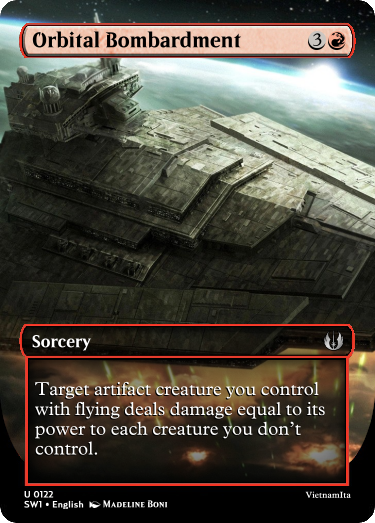 Orbital Bombardment 3
Sorcery
Target artifact creature you control
with flying deals damage equal to its
power to each creature you don't
control.
U 0122
SW1 • English Madeline Boni
VietnamIta